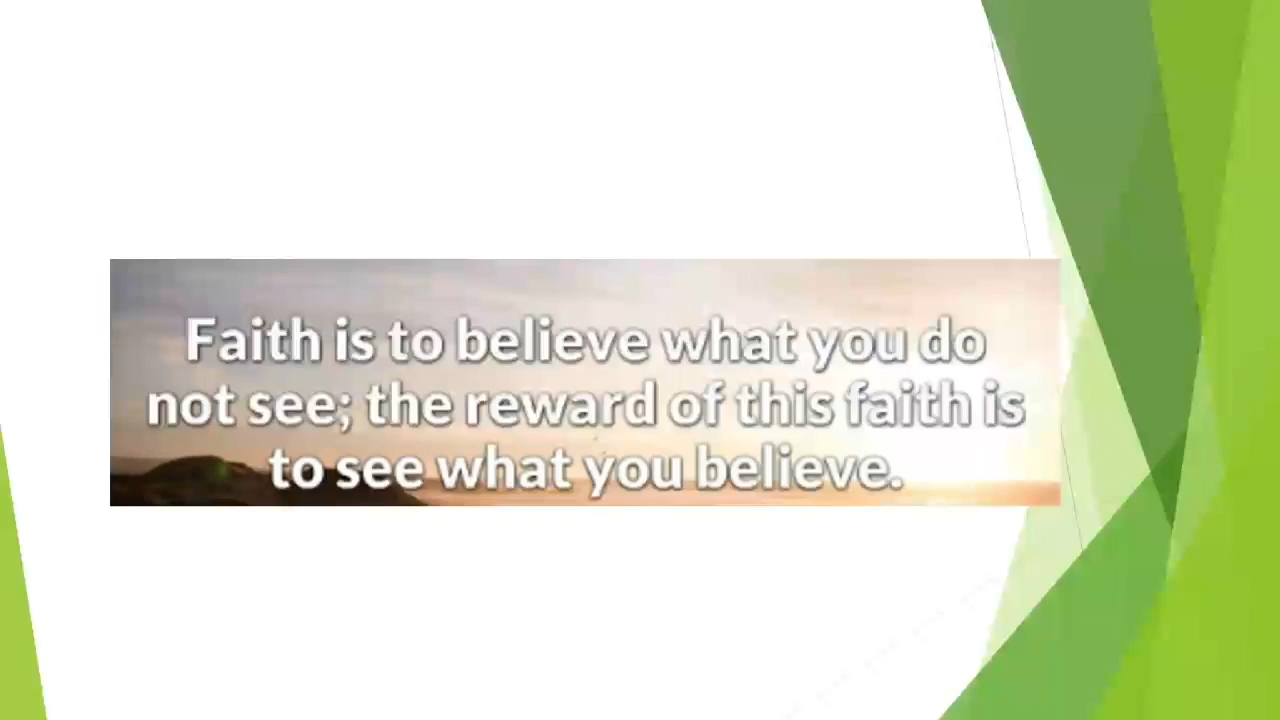 Faith is to believe what you do
not see; the reward of this faith is
to see what you believe.